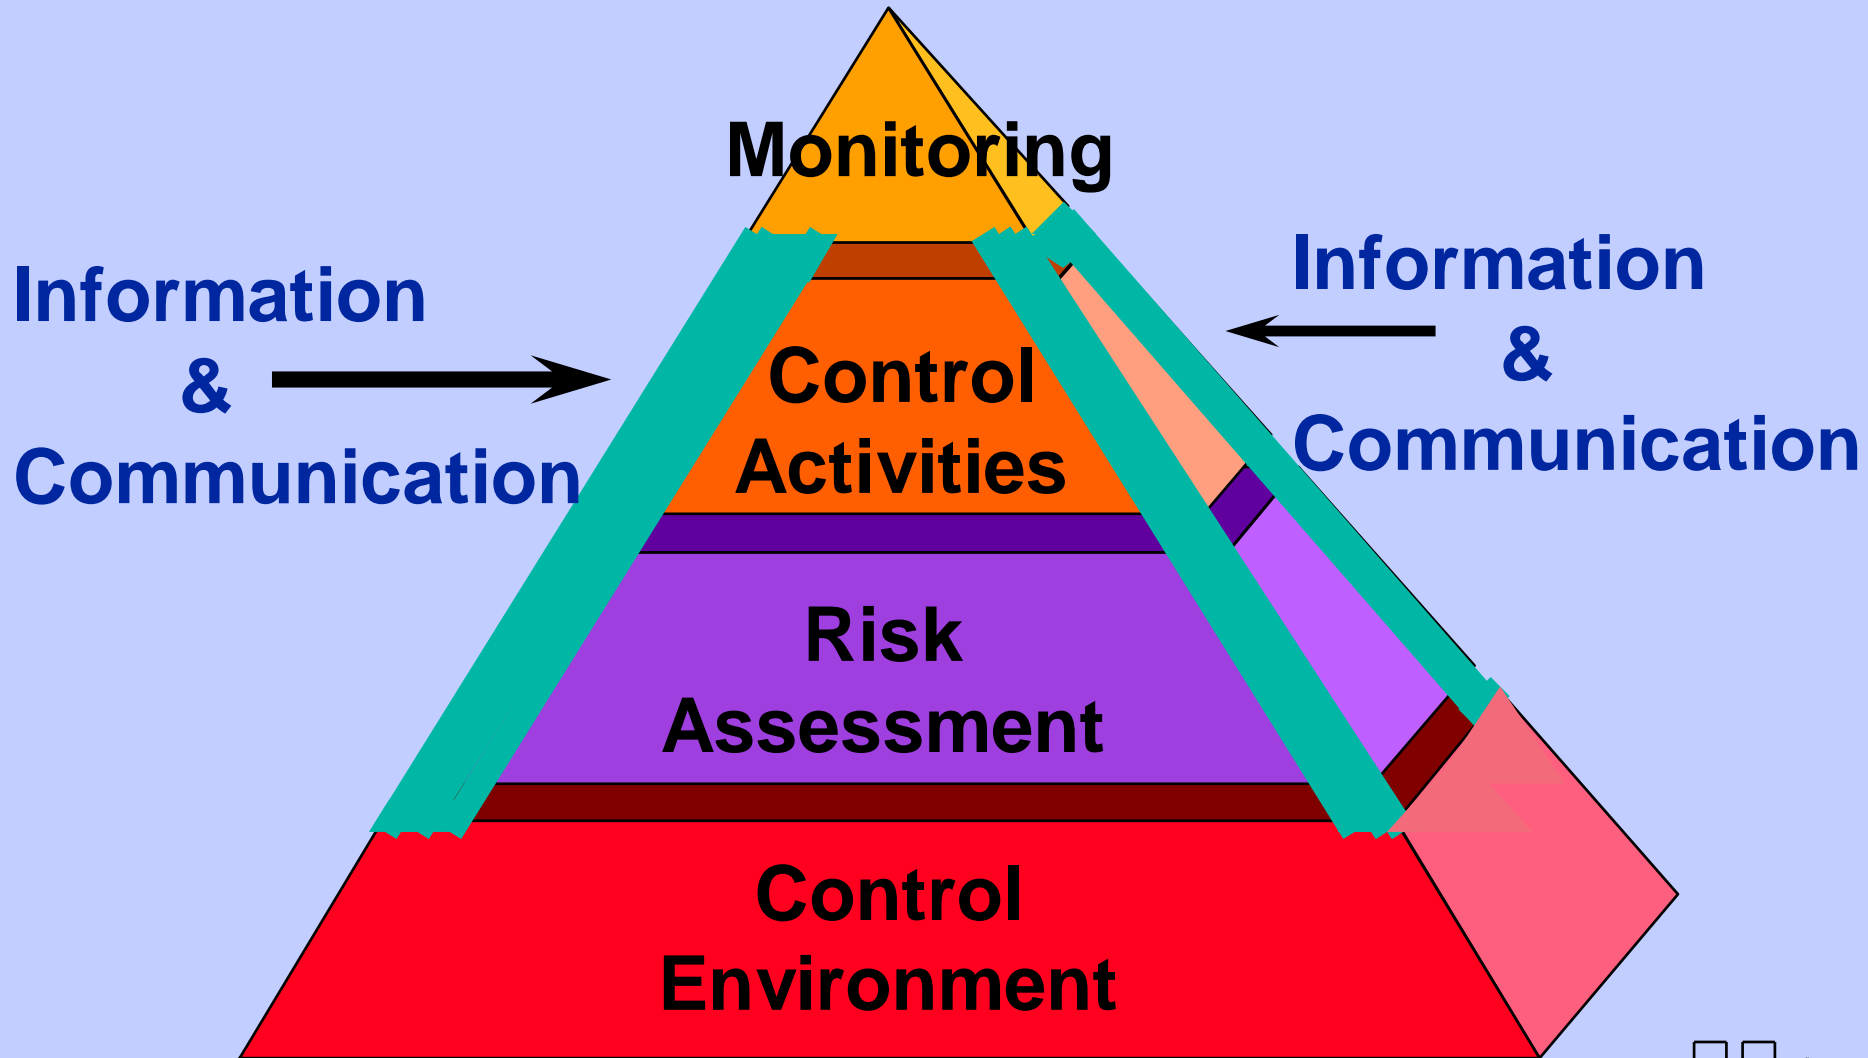 Monitoring
Information
&
Communication
Information
&
Communication
Control
Activities
Risk
Assessment
Control
Environment